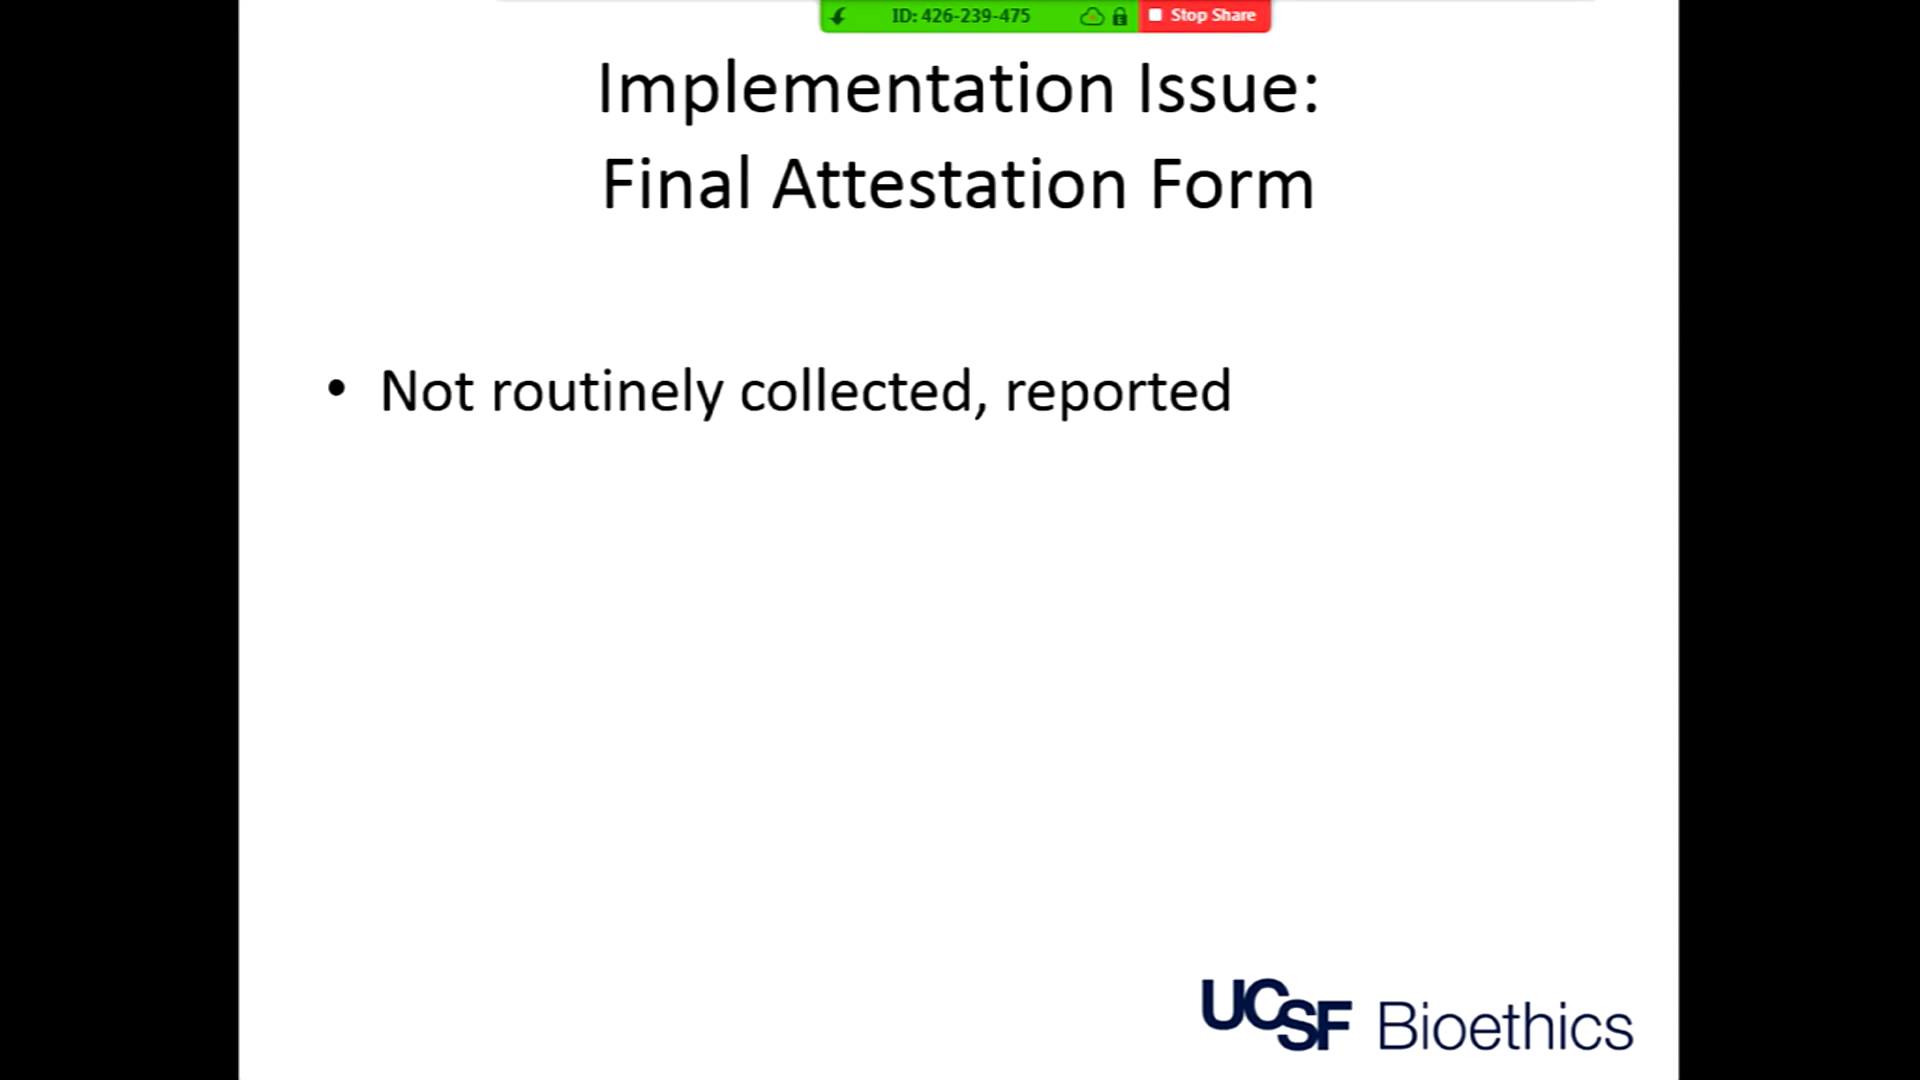 ID: 426-239-475 Stop Share
Implementation Issue:
Final Attestation Form
• Not routinely collected, reported
UCSF Bioethics